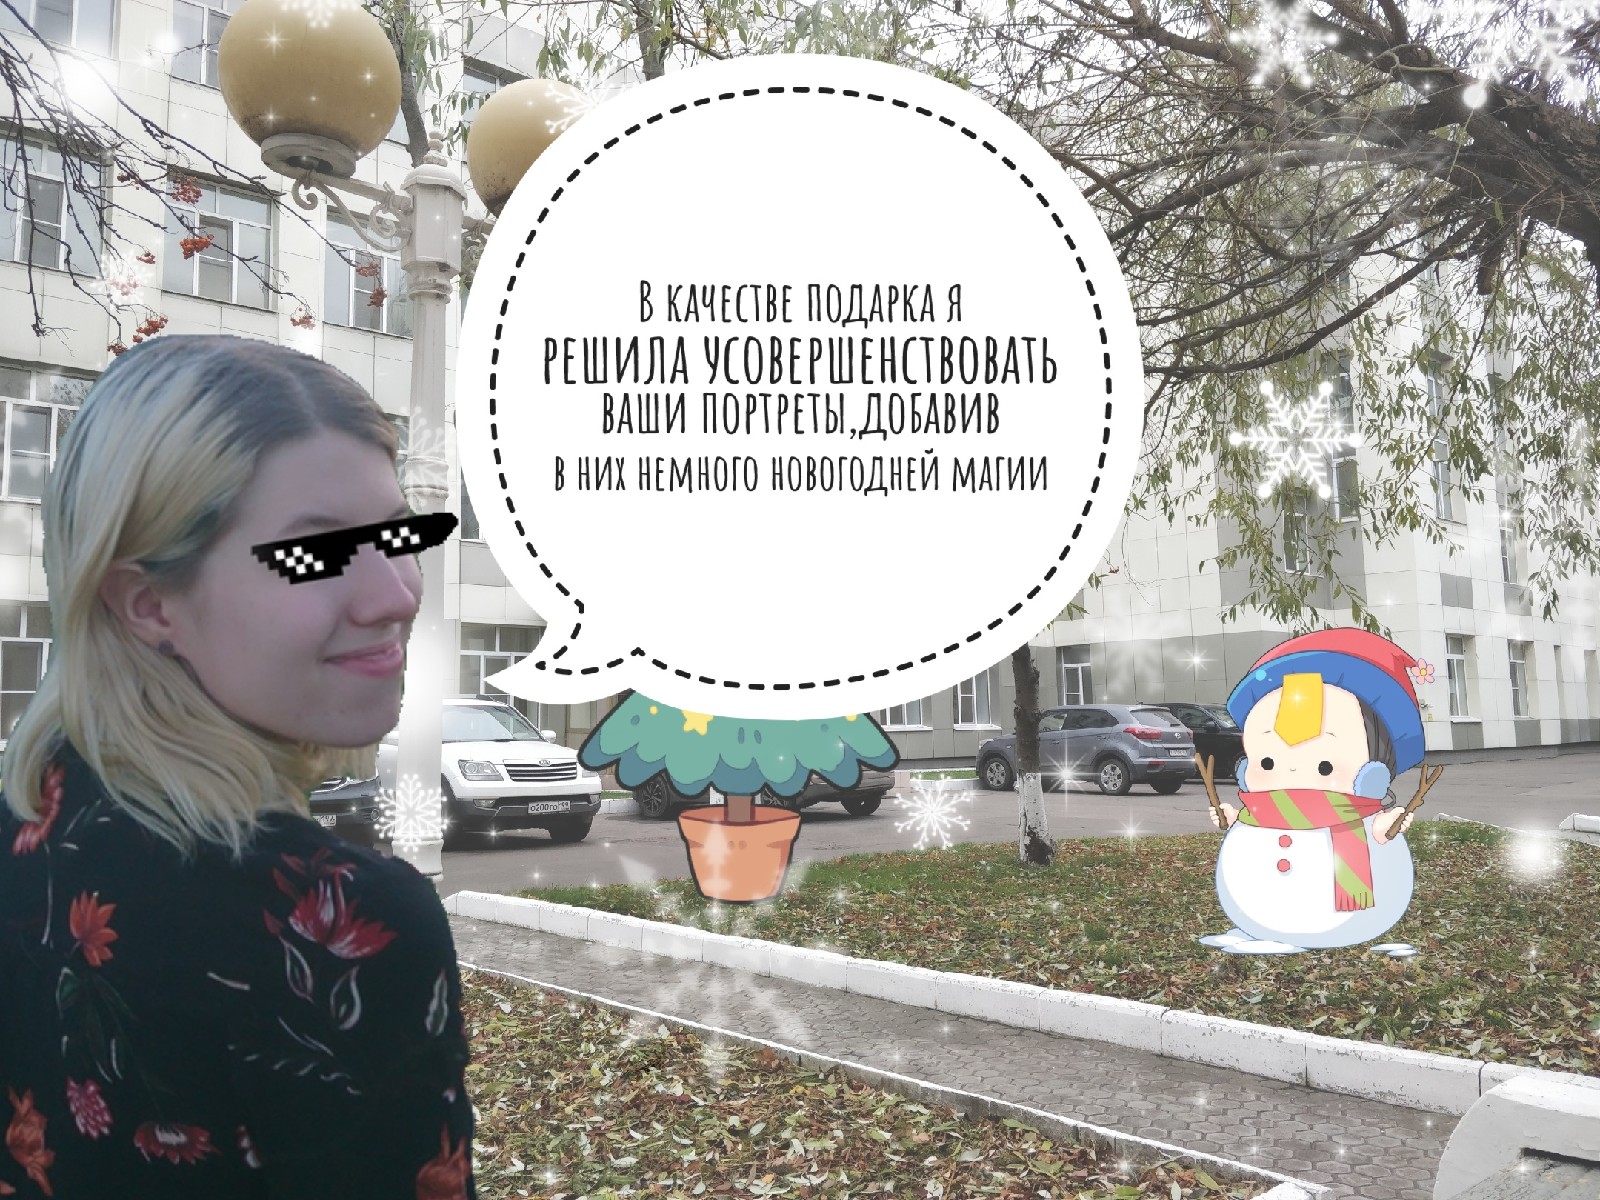 В КАЧЕСТВЕ ПОДАРКА Я
РЕШИЛА УСОВЕРШЕНСТВОВАТЬ
ВАШИ ПОРТРЕТЫ,ДОБАВИВ
В НИХ НЕМНОГО НОВОГОДНЕЙ МАГИИ